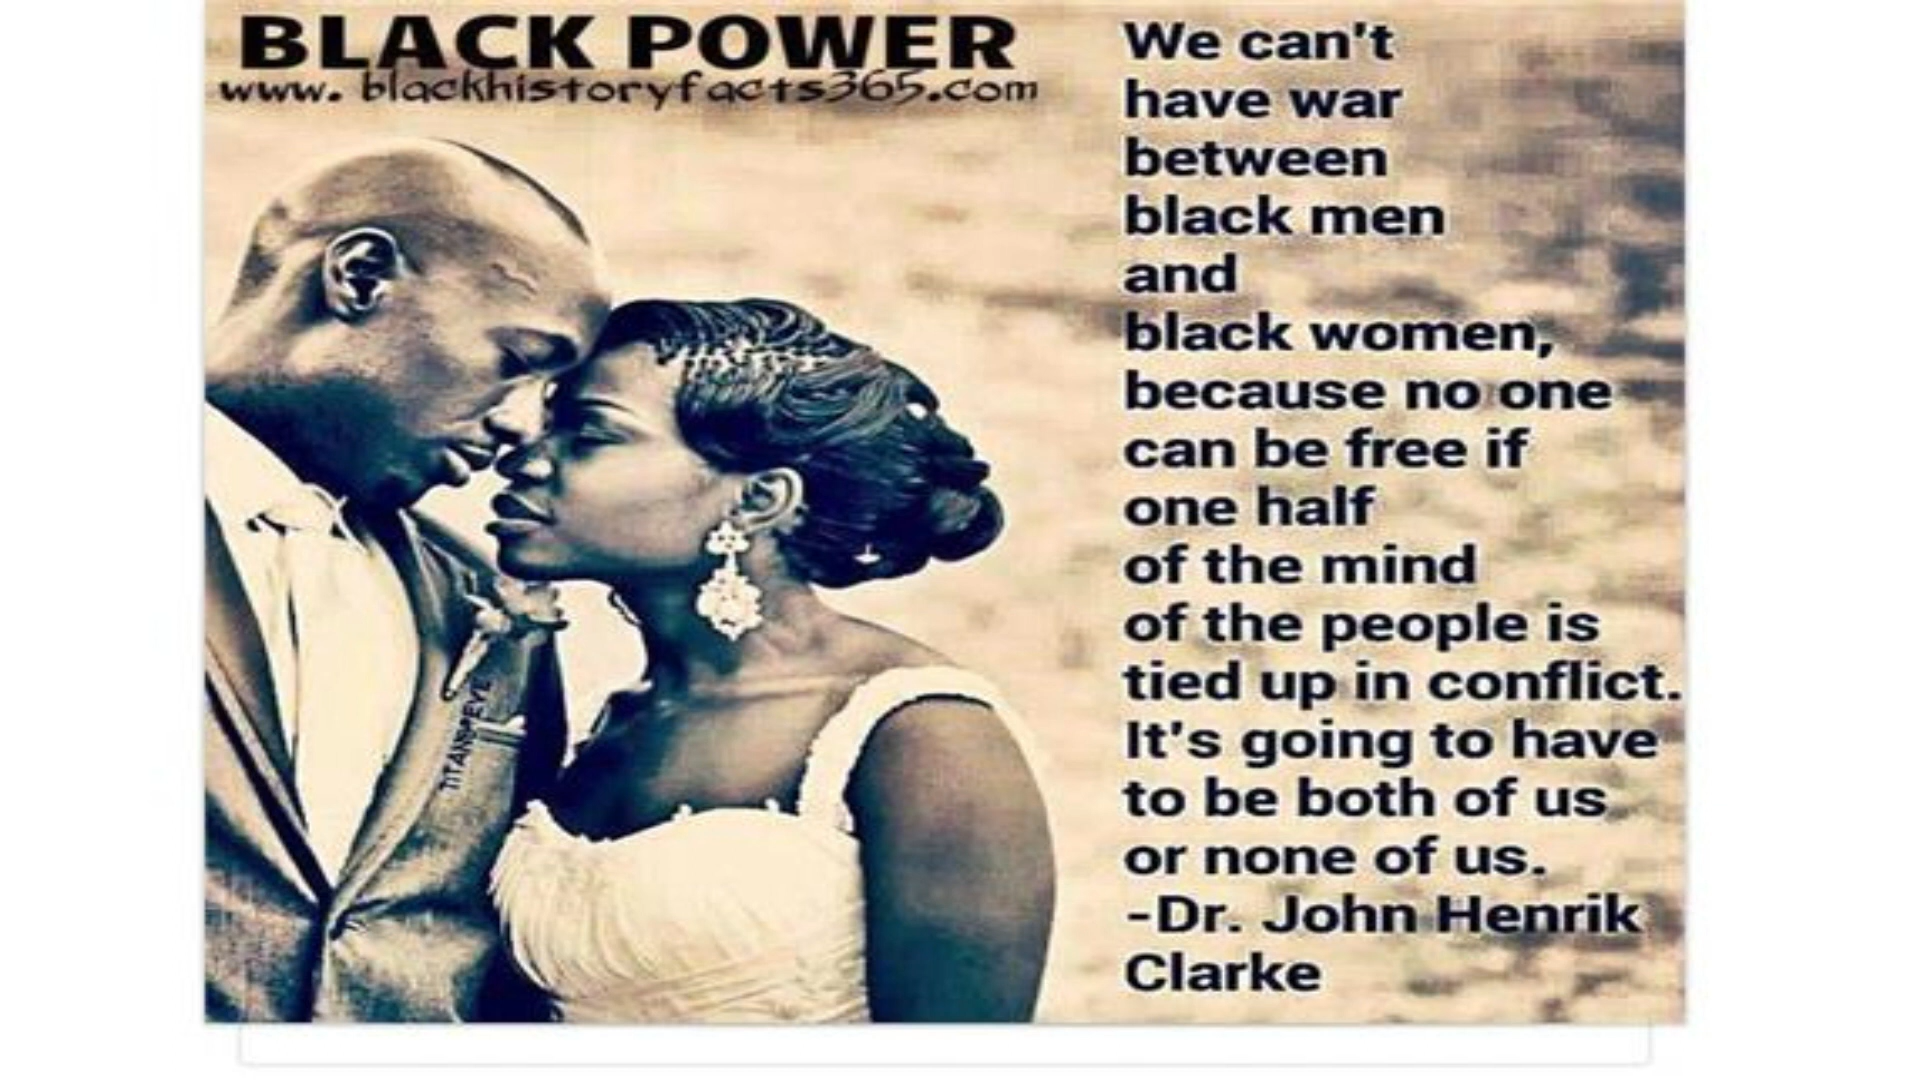 BLACK POWER
www. blackhistoryfacts365.com
We can't
have war
between
black men
and
black women,
because no one
can be free if
one half
of the mind
of the people is
tied up in conflict.
It's going to have
to be both of us
or none of us.
-Dr. John Henrik
Clarke